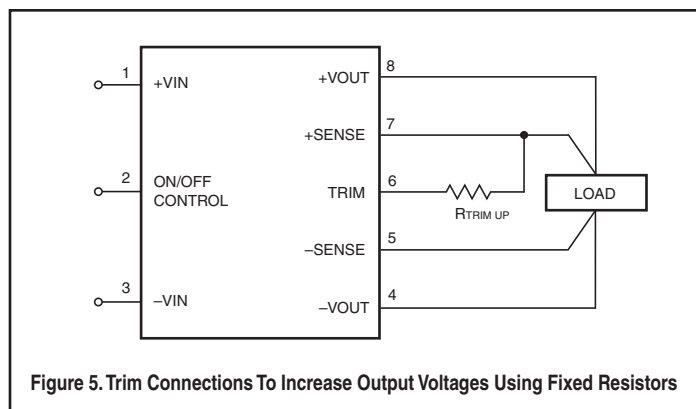 1
+VIN
2
ON/OFF
CONTROL
3
–VIN
+VOUT
8
+SENSE
7
TRIM
6
RTRIM UP
LOAD
–SENSE
5
–VOUT
4
Figure 5. Trim Connections To Increase Output Voltages Using Fixed Resistors